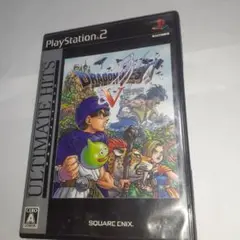 PlayStation 2
ULTIMATE HITS
DRAGON QUEST
V
A
SQUARE ENIX